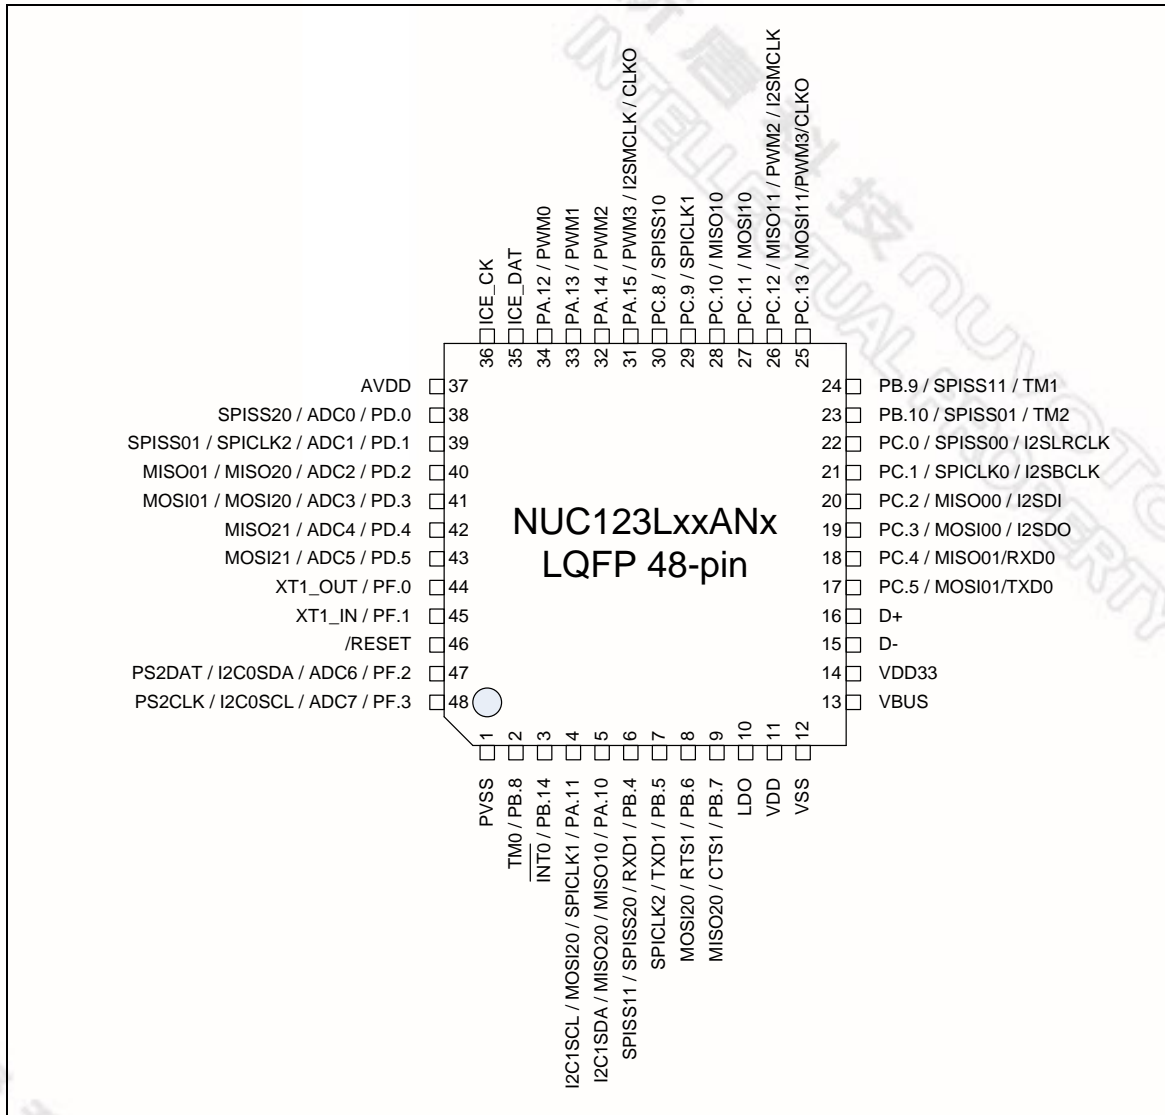 36 ICE_CK
35 ICE_DAT
34 PA.12 / PWM0
33 PA.13 / PWM1
32 PA.14 / PWM2
31 PA.15 / PWM3 / I2SMCLK / CLKO
30 PC.8 / SPISS10
29 PC.9 / SPICLK1
28 PC.10 / MISO10
27 PC.11 / MOSI10
26 PC.12 / MISO11 / PWM2 / I2SMCLK
25 PC.13 / MOSI11/PWM3/CLKO
AVDD 37
SPISS20 / ADC0 / PD.0 38
SPISS01 / SPICLK2 / ADC1 / PD.1 39
MISO01 / MISO20 / ADC2 / PD.2 40
MOSI01 / MOSI20 / ADC3 / PD.3 41
MISO21 / ADC4 / PD.4 42
MOSI21 / ADC5 / PD.5 43
XT1_OUT / PF.0 44
XT1_IN / PF.1 45
/RESET 46
PS2DAT / I2C0SDA / ADC6 / PF.2 47
PS2CLK / I2C0SCL / ADC7 / PF.3 48
NUC123LxxANx
LQFP 48-pin
24 PB.9 / SPISS11 / TM1
23 PB.10 / SPISS01 / TM2
22 PC.0 / SPISS00 / I2SLRCLK
21 PC.1 / SPICLK0 / I2SBCLK
20 PC.2 / MISO00 / I2SDI
19 PC.3 / MOSI00 / I2SDO
18 PC.4 / MISO01/RXD0
17 PC.5 / MOSI01/TXD0
16 D+
15 D-
14 VDD33
13 VBUS
1 PVSS
2 TM0 / PB.8
3 INT0 / PB.14
4 I2C1SCL / MOSI20 / SPICLK1 / PA.11
5 I2C1SDA / MISO20 / MISO10 / PA.10
6 SPISS11 / SPISS20 / RXD1 / PB.4
7 SPICLK2 / TXD1 / PB.5
8 MOSI20 / RTS1 / PB.6
9 MISO20 / CTS1 / PB.7
10 LDO
11 VDD
12 VSS
唐科技 nuvoTon
INTELLECTUAL PROPERTY